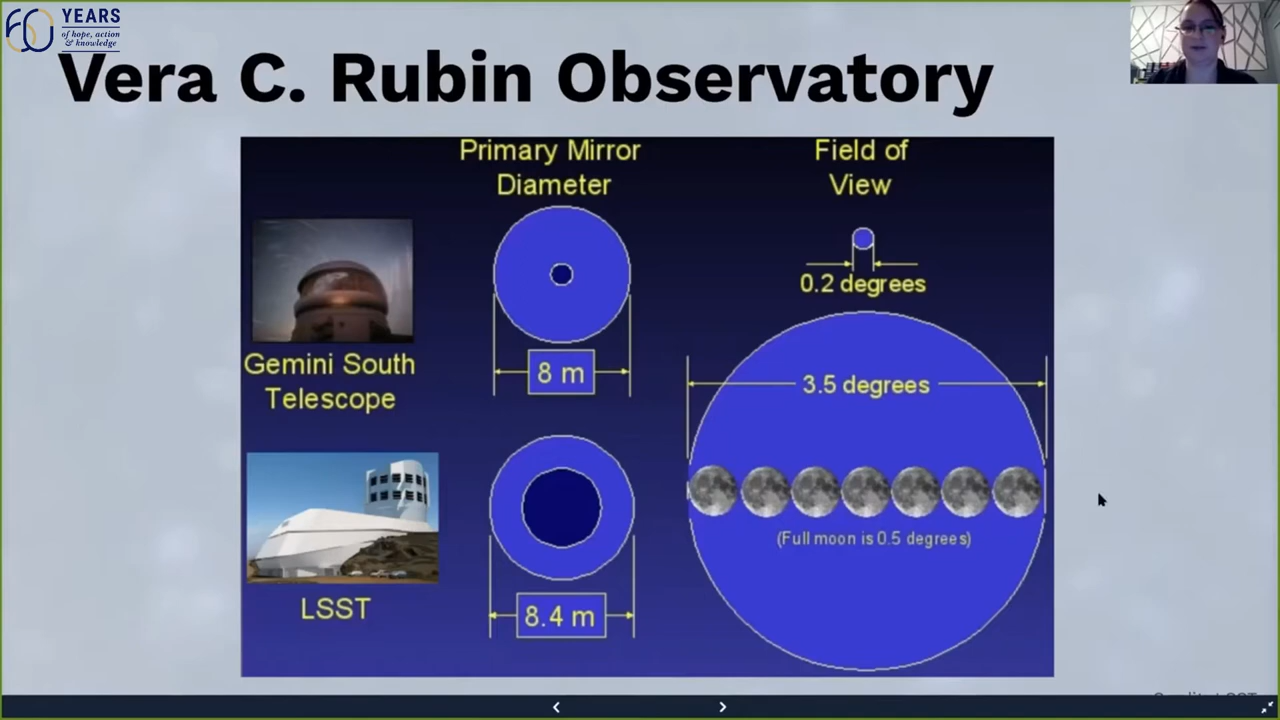 60 YEARS
of hope, action
& knowledge
Vera C. Rubin Observatory
Primary Mirror
Diameter
Field of
View
0.2 degrees
Gemini South
Telescope
8 m
3.5 degrees
(Full moon is 0.5 degrees)
LSST
8.4 m